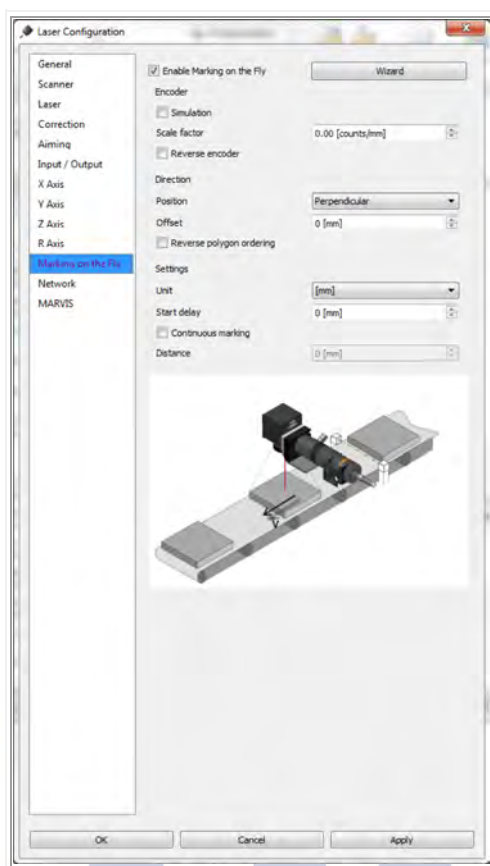 Laser Configuration
General
Scanner
Laser
Correction
Aiming
Input / Output
X Axis
Y Axis
Z Axis
R Axis
Marking on the Fly
Network
MARVIS
Enable Marking on the Fly
Wizard
Encoder
Simulation
Scale factor
0.00 [counts/mm]
Reverse encoder
Direction
Position
Perpendicular
Offset
0 [mm]
Reverse polygon ordering
Settings
Unit
[mm]
Start delay
0 [mm]
Continuous marking
Distance
0 [mm]
V
OK
Cancel
Apply